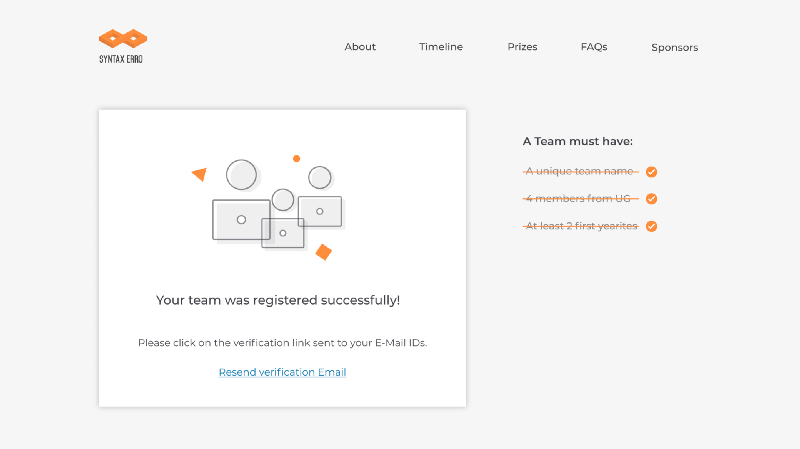 SYNTAX ERRO
About
Timeline
Prizes
FAQs
Sponsors
Your team was registered successfully!
Please click on the verification link sent to your E-Mail IDs.
Resend verification Email
A Team must have:
A unique team name
4 members from UG
At least 2 first yearites